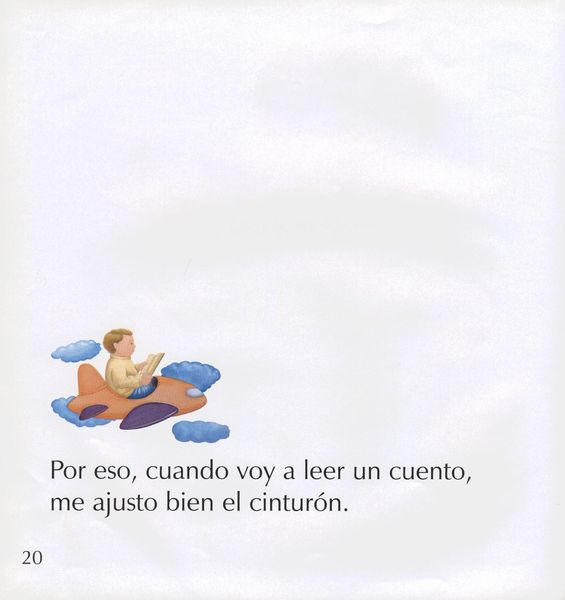 Por eso, cuando voy a leer un cuento,
me ajusto bien el cinturón.
20